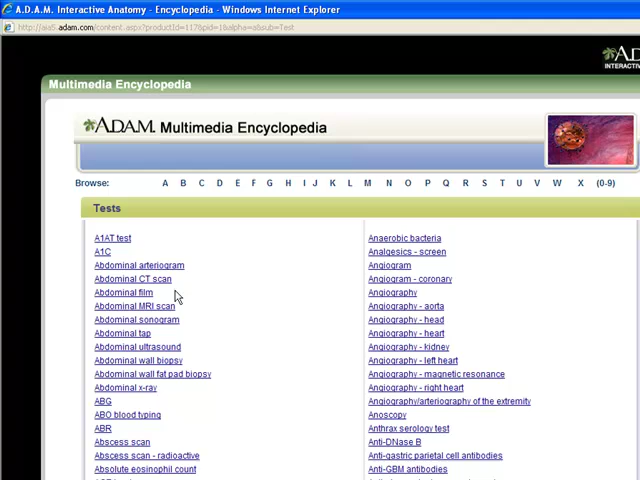 A.D.A.M. Interactive Anatomy - Encyclopedia - Windows Internet Explorer
adam.com/content.aspx?productId=117&pid=1&alpha=a&sub=Test
ADAM
INTERACTIVE
Multimedia Encyclopedia
ADAM. Multimedia Encyclopedia
Browse: A B C D E F G H I J K L M N O P Q R S T U V W X (0-9)
Tests
A1AT test
A1C
Abdominal arteriogram
Abdominal CT scan
Abdominal film
Abdominal MRI scan
Abdominal sonogram
Abdominal tap
Abdominal ultrasound
Abdominal wall biopsy
Abdominal wall fat pad biopsy
Abdominal x-ray
ABG
ABO blood typing
ABR
Abscess scan
Abscess scan - radioactive
Absolute eosinophil count
Anaerobic bacteria
Analgesics - screen
Angiogram
Angiogram - coronary
Angiography
Angiography - aorta
Angiography - head
Angiography - heart
Angiography - kidney
Angiography - left heart
Angiography - magnetic resonance
Angiography - right heart
Angiography/arteriography of the extremity
Anoscopy
Anthrax serology test
Anti-DNase B
Anti-gastric parietal cell antibodies
Anti-GBM antibodies